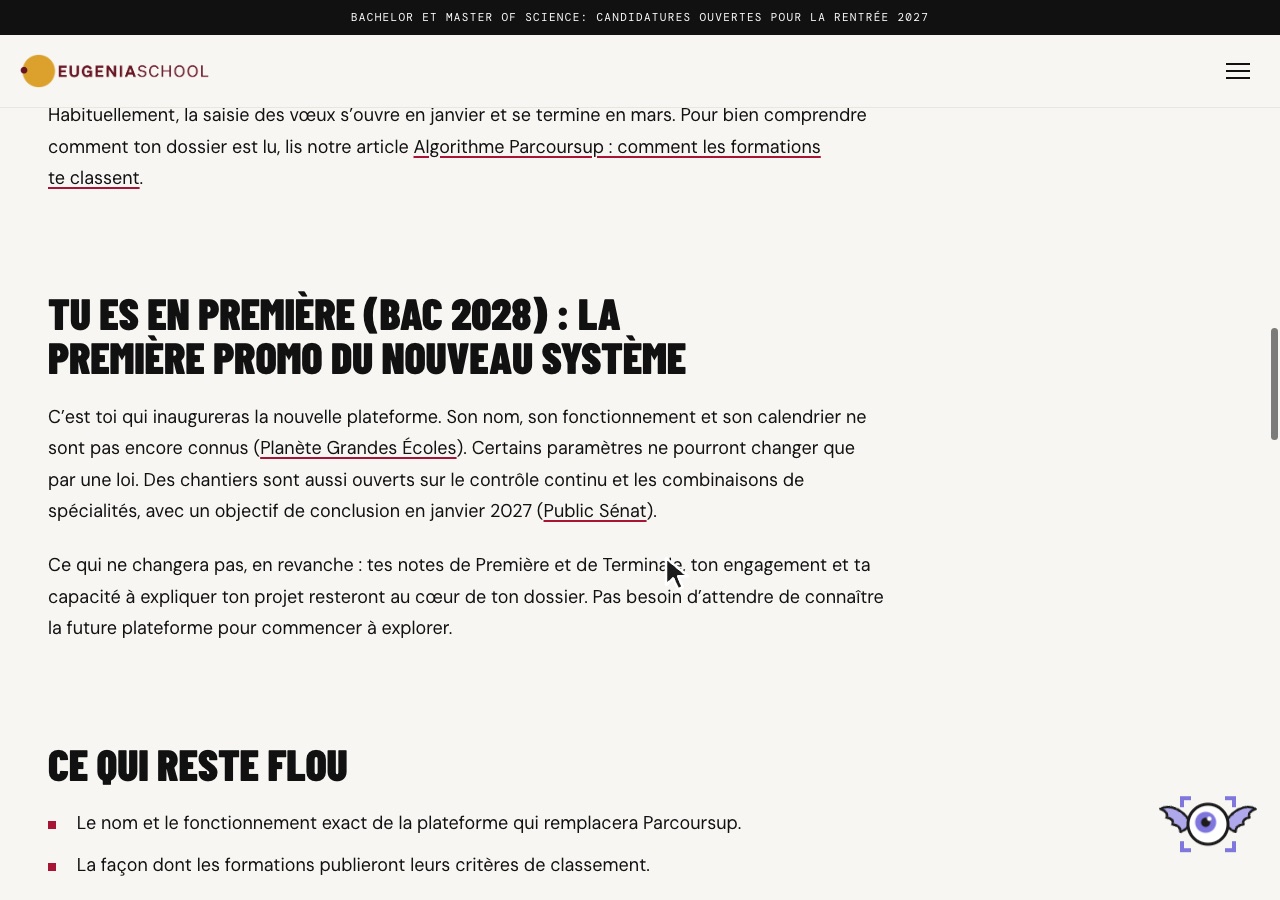 BACHELOR ET MASTER OF SCIENCE: CANDIDATURES OUVERTES POUR LA RENTRÉE 2027
EUGENIASCHOOL
Habituellement, la saisie des vœux s’ouvre en janvier et se termine en mars. Pour bien comprendre
comment ton dossier est lu, lis notre article Algorithme Parcoursup : comment les formations
te classent.
TU ES EN PREMIÈRE (BAC 2028) : LA
PREMIÈRE PROMO DU NOUVEAU SYSTÈME
C’est toi qui inaugureras la nouvelle plateforme. Son nom, son fonctionnement et son calendrier ne
sont pas encore connus (Planète Grandes Écoles). Certains paramètres ne pourront changer que
par une loi. Des chantiers sont aussi ouverts sur le contrôle continu et les combinaisons de
spécialités, avec un objectif de conclusion en janvier 2027 (Public Sénat).
Ce qui ne changera pas, en revanche : tes notes de Première et de Terminale, ton engagement et ta
capacité à expliquer ton projet resteront au cœur de ton dossier. Pas besoin d’attendre de connaître
la future plateforme pour commencer à explorer.
CE QUI RESTE FLOU
Le nom et le fonctionnement exact de la plateforme qui remplacera Parcoursup.
La façon dont les formations publieront leurs critères de classement.